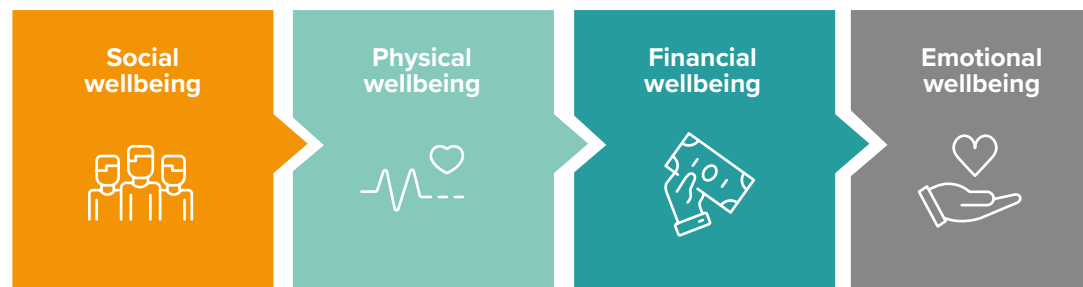 Social
wellbeing
Physical
wellbeing
Financial
wellbeing
Emotional
wellbeing